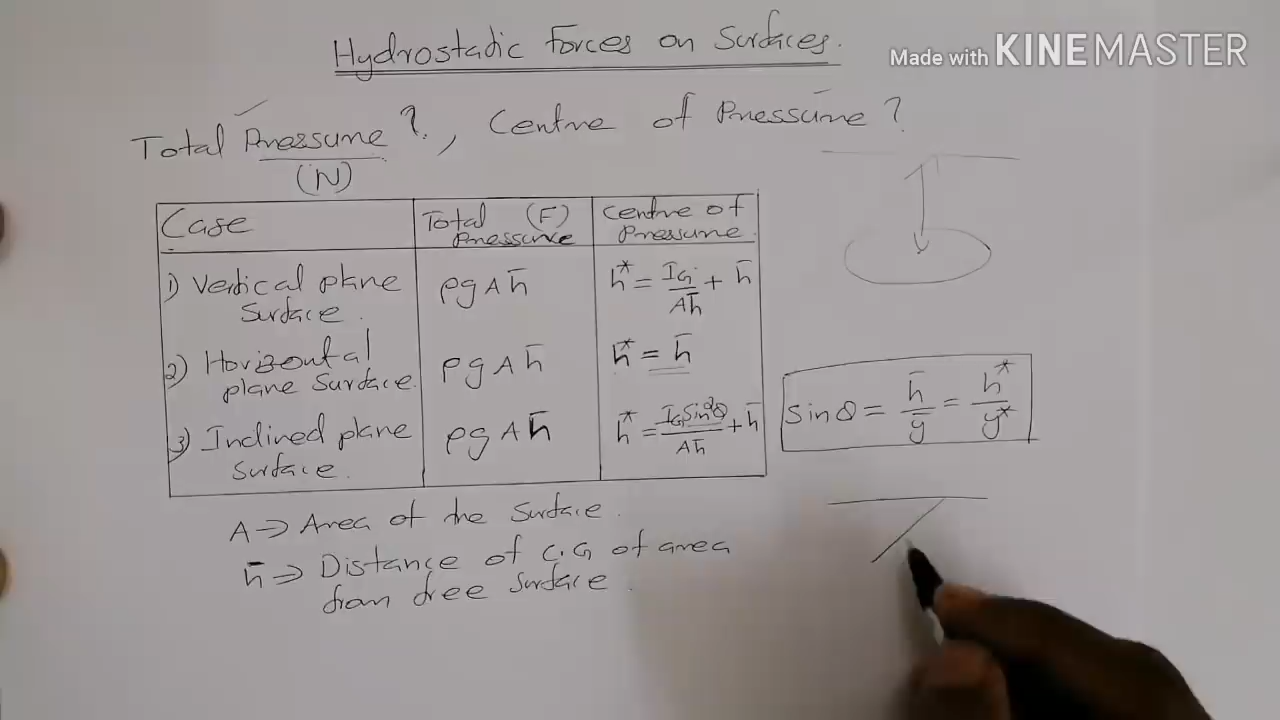 Hydrostatic Forces on Surfaces.
Made with KINEMASTER
Total Pressure?, Centre of Pressure?
(N)
Case
Total (F) Pressure
Centre of Pressure
1) Vertical plane Surface.
ρgAh̄
h* = IG/Ah̄ + h̄
2) Horizontal plane Surface.
ρgAh̄
h* = h̄
3) Inclined plane Surface.
ρgAh̄
h* = IG Sin²θ/Ah̄ + h̄
Sinθ = h̄/ȳ = h*/y*
A → Area of the Surface.
h̄ ⇒ Distance of C.G of area
from free surface.